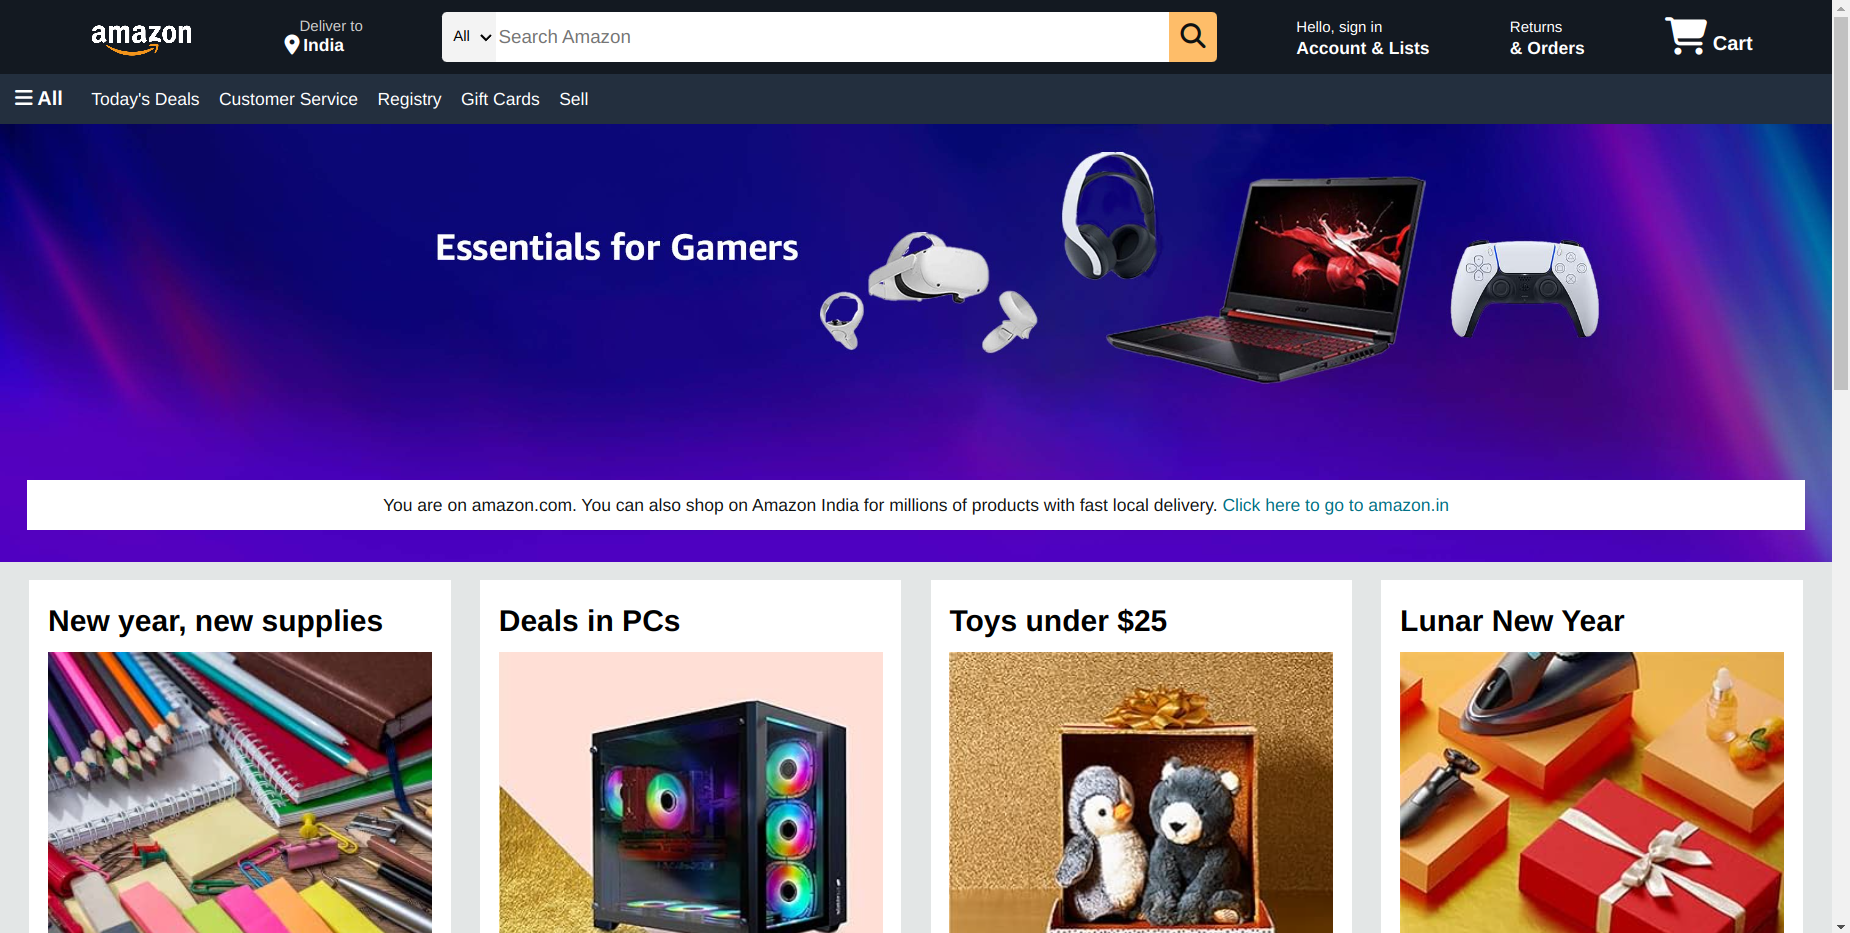 amazon
Deliver to
India
All
Search Amazon
Hello, sign in
Account & Lists
Returns
& Orders
Cart
All
Today's Deals
Customer Service
Registry
Gift Cards
Sell
Essentials for Gamers
You are on amazon.com. You can also shop on Amazon India for millions of products with fast local delivery. Click here to go to amazon.in
New year, new supplies
Deals in PCs
Toys under $25
Lunar New Year